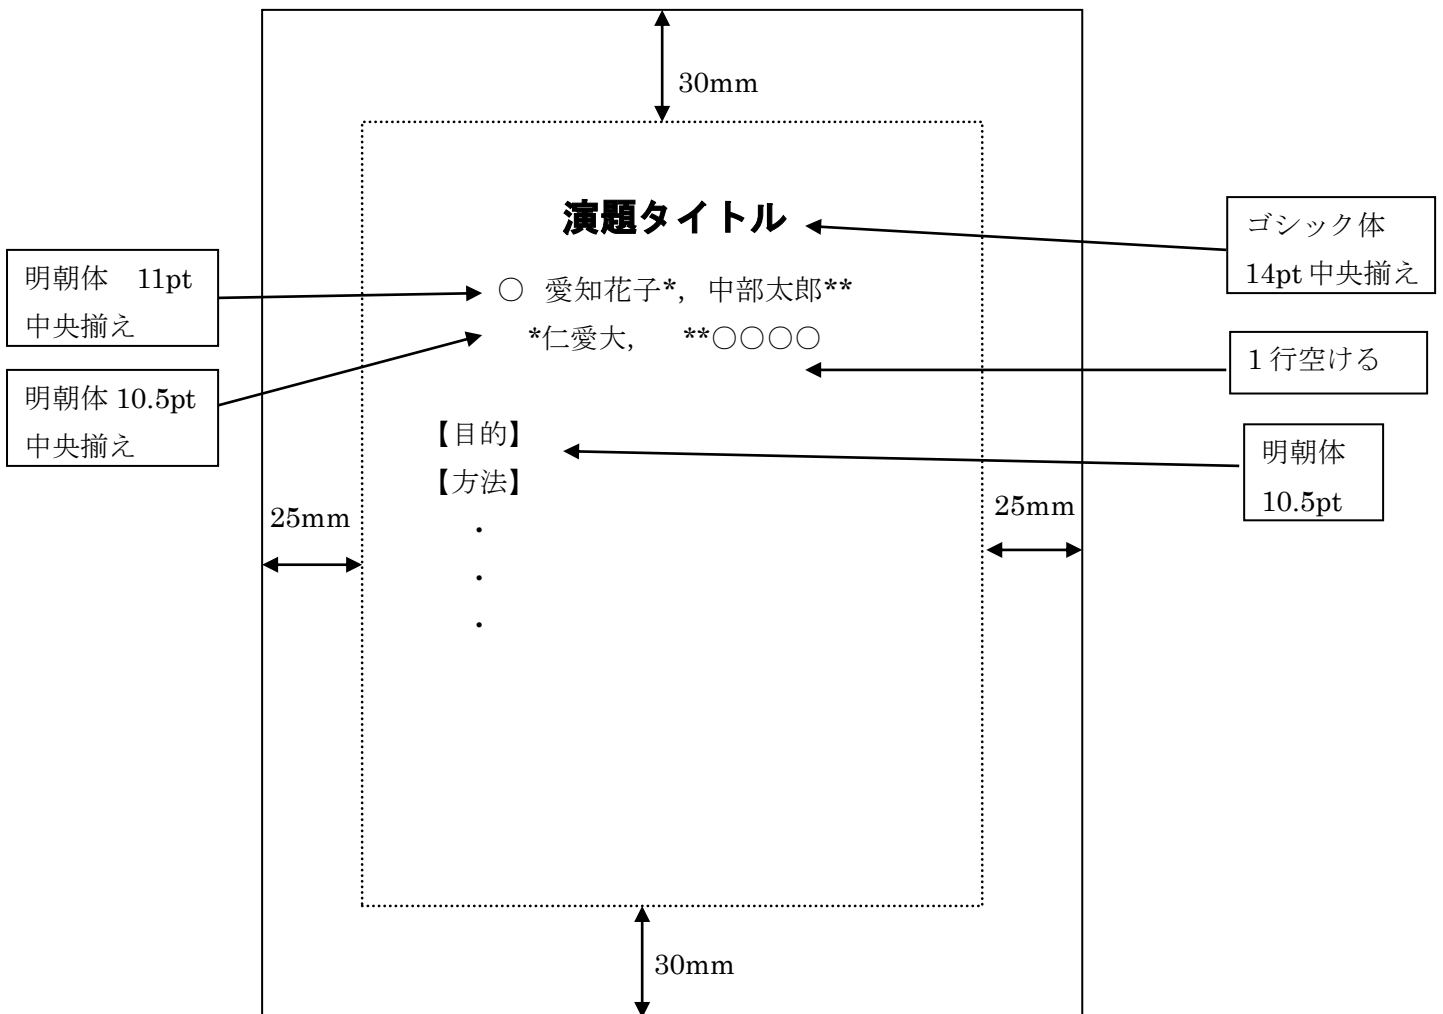 30mm
演題タイトル
ゴシック体
14pt 中央揃え
明朝体　11pt
中央揃え
○ 愛知花子*, 中部太郎**
*仁愛大,　**○○○○
1 行空ける
明朝体 10.5pt
中央揃え
【目的】
【方法】
・
・
・
明朝体
10.5pt
25mm
25mm
30mm